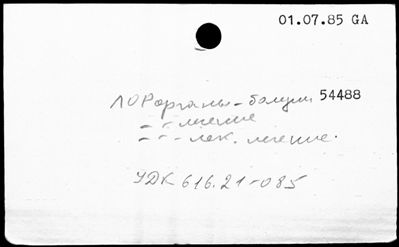 01.07.85 GA
ЛОРорганы - болезни 54488
— " — лечение
— " — " — лек. лечение.
УДК 616.21-085